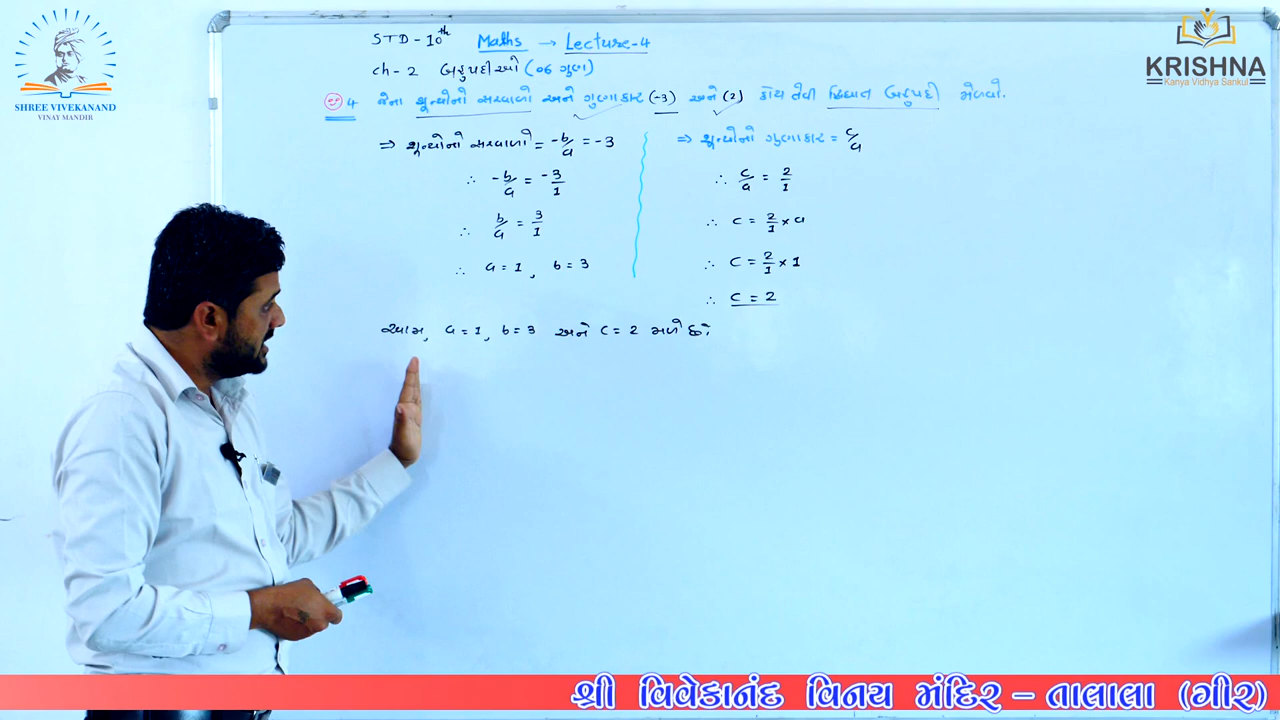 SHREE VIVEKANAND
VINAY MANDIR
KRISHNA
Kanya Vidhya Sankul
STD - 10th Maths → Lecture-4
ch - 2 બહુપદીઓ (06 ગુણ)
4 જેના શૂન્યોનો સરવાળો અને ગુણાકાર (-3) અને (2) હોય તેવી દ્વિઘાત બહુપદી મેળવો.
⇒ શૂન્યોનો સરવાળો = -b/a = -3
∴ -b/a = -3/1
∴ b/a = 3/1
∴ a = 1, b = 3
⇒ શૂન્યોનો ગુણાકાર = c/a
∴ c/a = 2/1
∴ c = 2/1 × a
∴ c = 2/1 × 1
∴ c = 2
આમ, a = 1, b = 3 અને c = 2 મળે છે.
શ્રી વિવેકાનંદ વિનય મંદિર – તાલાલા (ગીર)